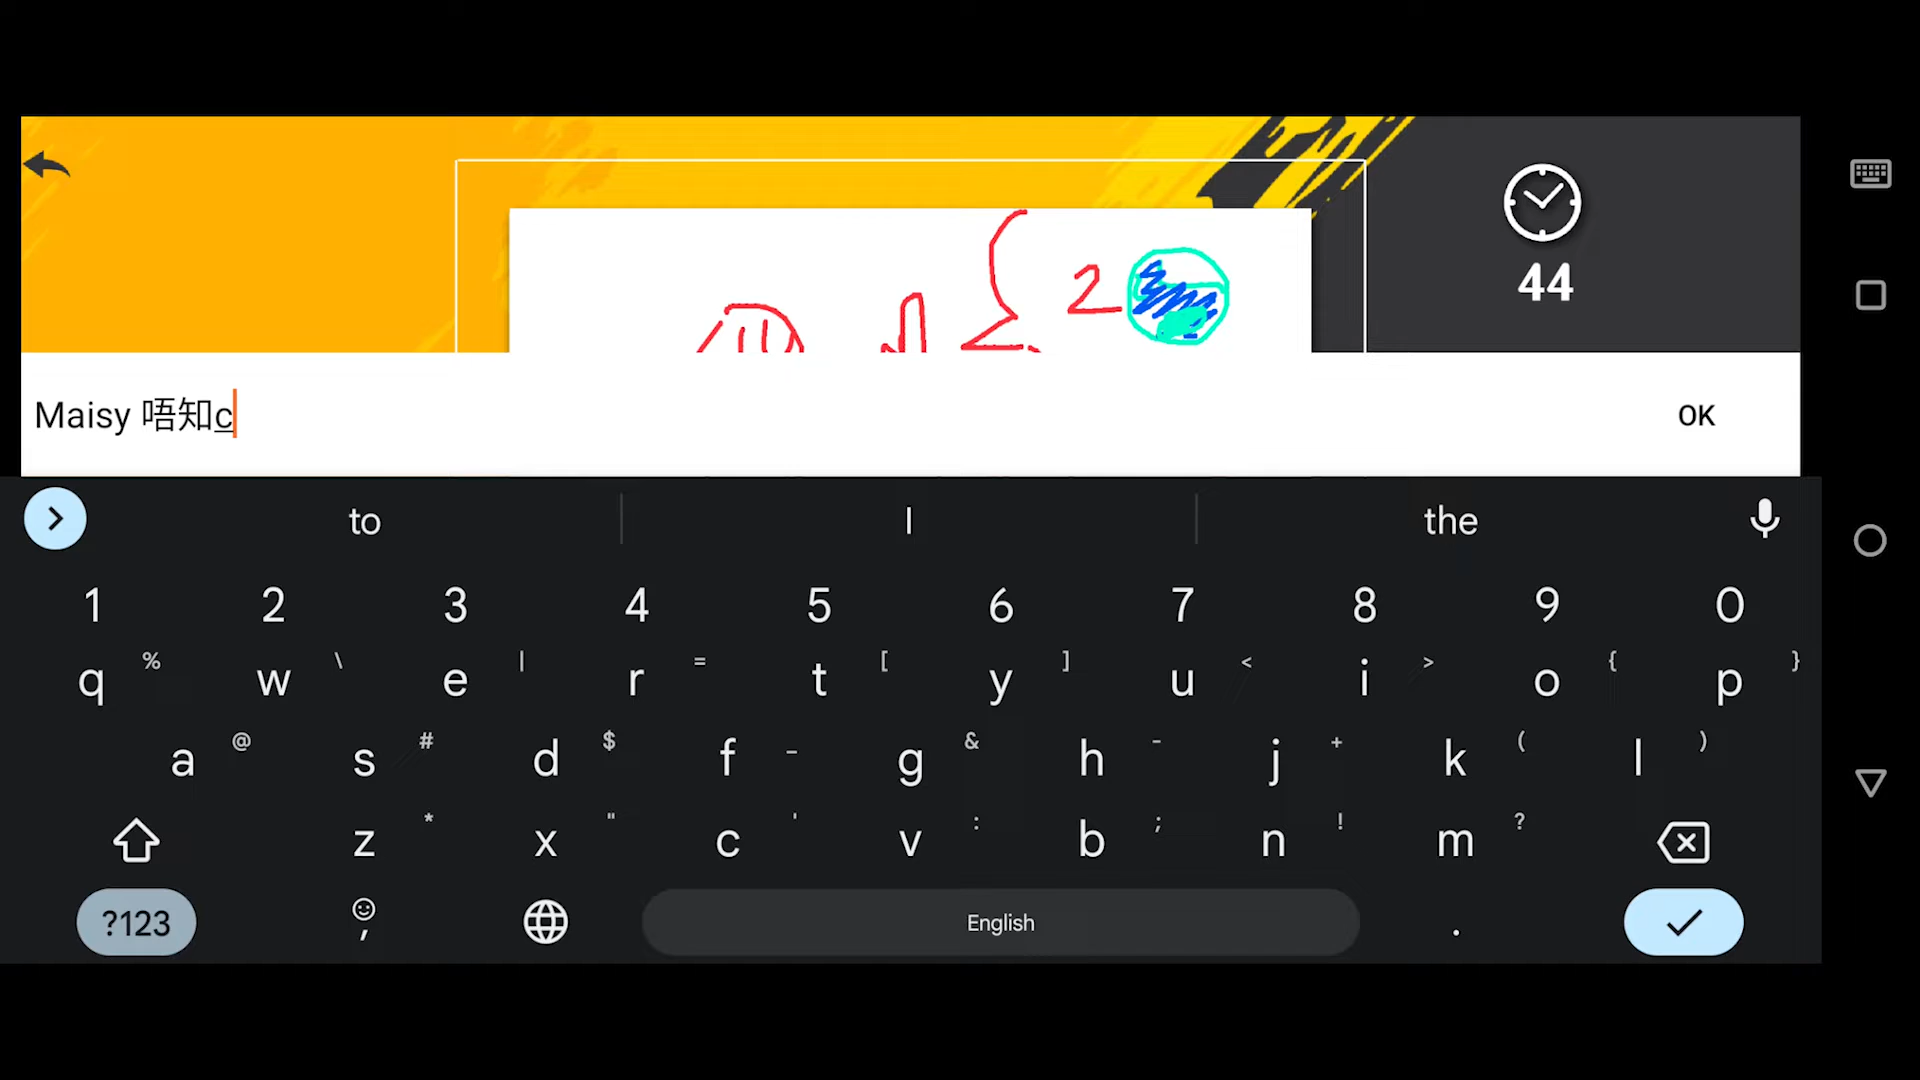 2
44
Maisy 唔知c
OK
to I the
1 2 3 4 5 6 7 8 9 0
% \ | = [ ] < > { }
q w e r t y u i o p
@ # $ _ & - + ( )
a s d f g h j k l
* " ' : ; ! ?
z x c v b n m
?123 , English .